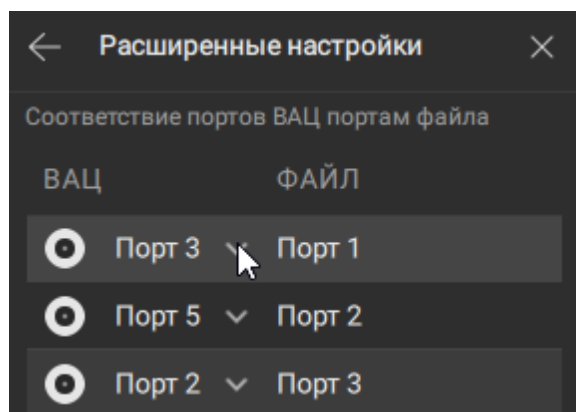 Расширенные настройки
Соответствие портов ВАЦ портам файла
ВАЦ ФАЙЛ
Порт 3 Порт 1
Порт 5 Порт 2
Порт 2 Порт 3